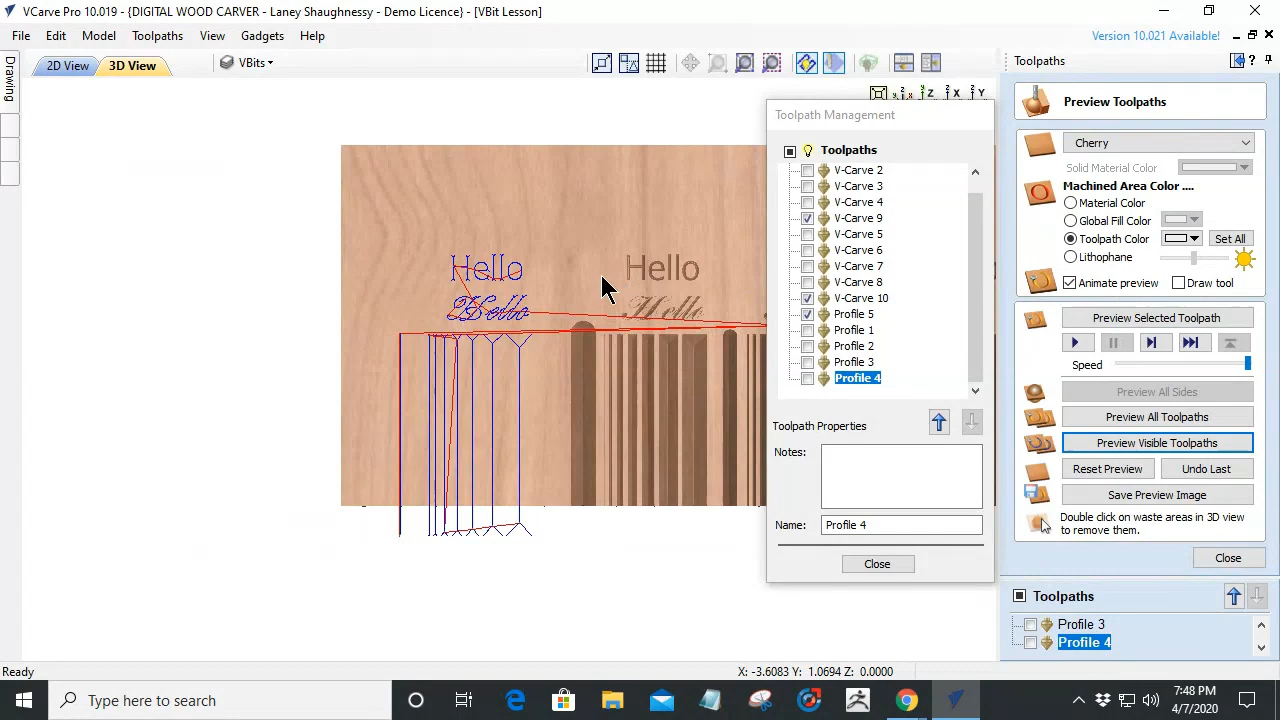 VCarve Pro 10.019 - {DIGITAL WOOD CARVER - Laney Shaughnessy - Demo Licence} - [VBit Lesson]
File Edit Model Toolpaths View Gadgets Help
Version 10.021 Available!
Drawing
2D View 3D View VBits
Toolpaths
Z X Y
Hello Hello
Hello Hello
Toolpath Management
Toolpaths
V-Carve 2
V-Carve 3
V-Carve 4
V-Carve 9
V-Carve 5
V-Carve 6
V-Carve 7
V-Carve 8
V-Carve 10
Profile 5
Profile 1
Profile 2
Profile 3
Profile 4
Toolpath Properties
Notes:
Name: Profile 4
Close
Preview Toolpaths
Cherry
Solid Material Color
Machined Area Color ....
Material Color
Global Fill Color
Toolpath Color Set All
Lithophane
Animate preview Draw tool
Preview Selected Toolpath
Speed
Preview All Sides
Preview All Toolpaths
Preview Visible Toolpaths
Reset Preview Undo Last
Save Preview Image
Double click on waste areas in 3D view
to remove them.
Close
Toolpaths
Profile 3
Profile 4
Ready
X: -3.6083 Y: 1.0694 Z: 0.0000
Type here to search
7:48 PM
4/7/2020